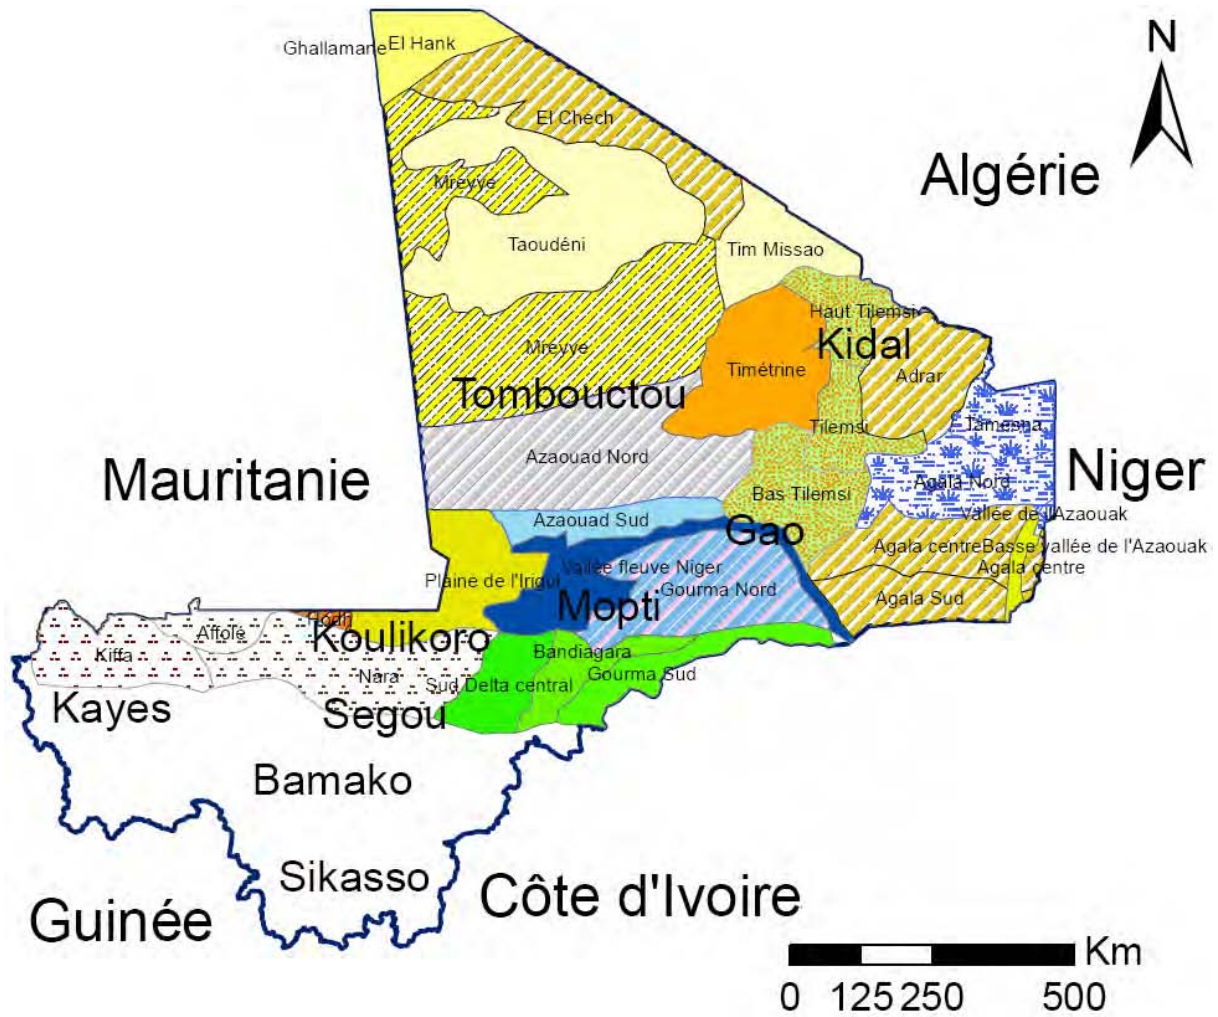 N
Ghallamane
El Hank
El Chech
Algérie
Mreyye
Taoudéni
Tim Missao
Haut Tilemsi
Kidal
Mreyye
Timétrine
Adrar
Tombouctou
Tilemsi
Tamesna
Azaouad Nord
Mauritanie
Niger
Bas Tilemsi
Agala Nord
Azaouad Sud
Vallée de l'Azaouak
Gao
Agala centre
Basse vallée de l'Azaouak
Vallée fleuve Niger
Agala centre
Plaine de l'Irigui
Gourma Nord
Mopti
Agala Sud
Hodh
Affolé
Koulikoro
Kiffa
Bandiagara
Nara
Sud Delta central
Gourma Sud
Kayes
Segou
Bamako
Sikasso
Côte d'Ivoire
Guinée
Km
0 125 250 500